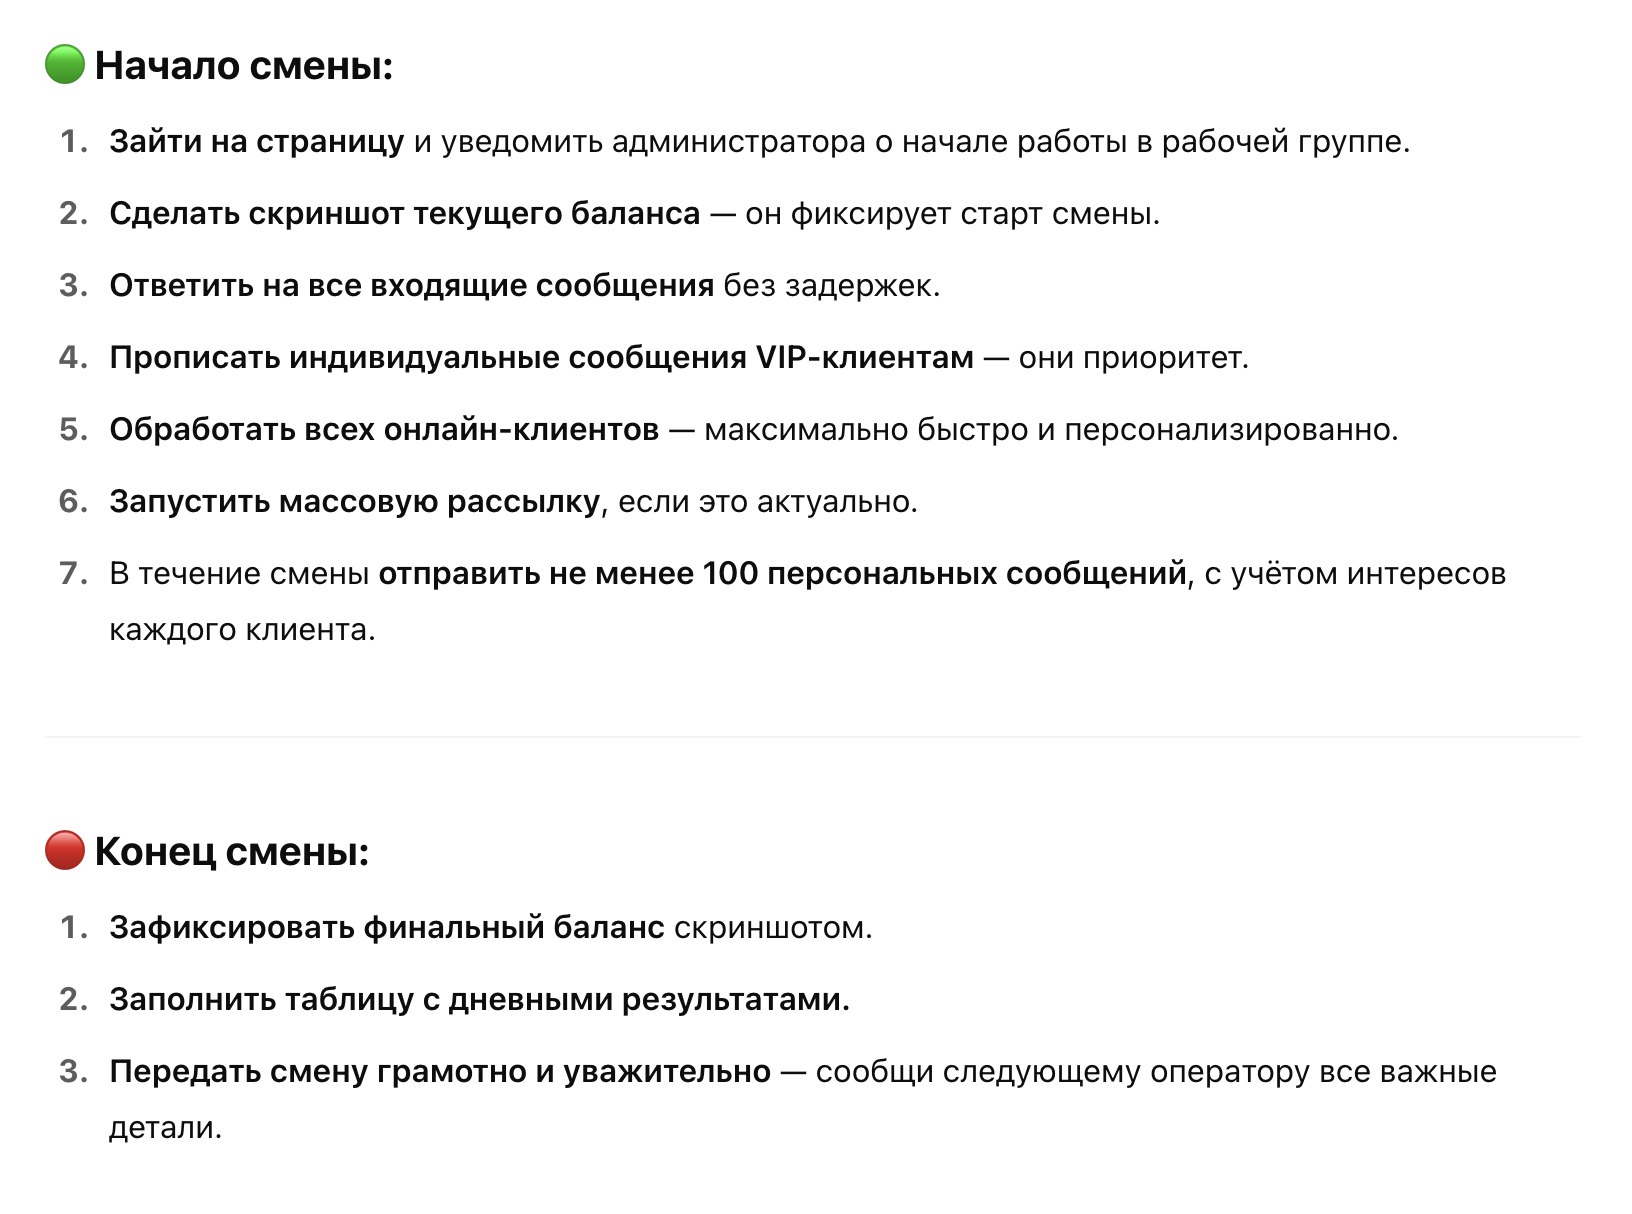 🟢 Начало смены:
1. Зайти на страницу и уведомить администратора о начале работы в рабочей группе.
2. Сделать скриншот текущего баланса — он фиксирует старт смены.
3. Ответить на все входящие сообщения без задержек.
4. Прописать индивидуальные сообщения VIP-клиентам — они приоритет.
5. Обработать всех онлайн-клиентов — максимально быстро и персонализированно.
6. Запустить массовую рассылку, если это актуально.
7. В течение смены отправить не менее 100 персональных сообщений, с учётом интересов
каждого клиента.
🔴 Конец смены:
1. Зафиксировать финальный баланс скриншотом.
2. Заполнить таблицу с дневными результатами.
3. Передать смену грамотно и уважительно — сообщи следующему оператору все важные
детали.